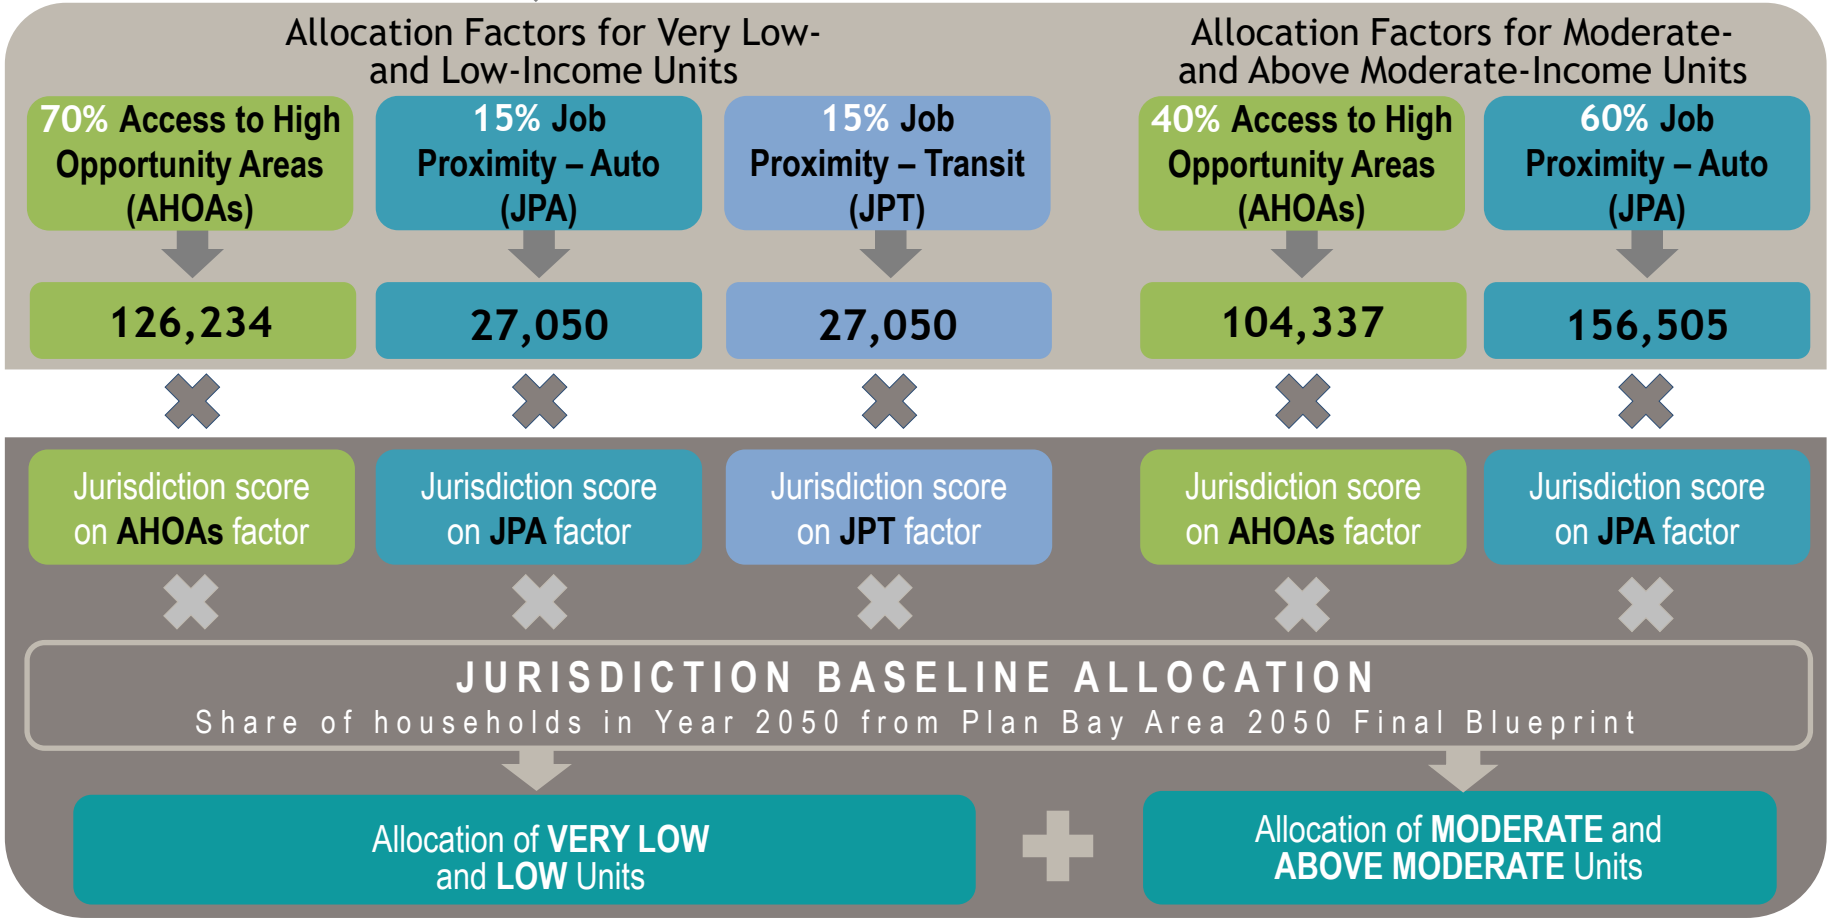 Allocation Factors for Very Low-
and Low-Income Units
Allocation Factors for Moderate-
and Above Moderate-Income Units
70% Access to High
Opportunity Areas
(AHOAs)
15% Job
Proximity – Auto
(JPA)
15% Job
Proximity – Transit
(JPT)
40% Access to High
Opportunity Areas
(AHOAs)
60% Job
Proximity – Auto
(JPA)
126,234
27,050
27,050
104,337
156,505
Jurisdiction score
on AHOAs factor
Jurisdiction score
on JPA factor
Jurisdiction score
on JPT factor
Jurisdiction score
on AHOAs factor
Jurisdiction score
on JPA factor
JURISDICTION BASELINE ALLOCATION
Share of households in Year 2050 from Plan Bay Area 2050 Final Blueprint
Allocation of VERY LOW
and LOW Units
Allocation of MODERATE and
ABOVE MODERATE Units